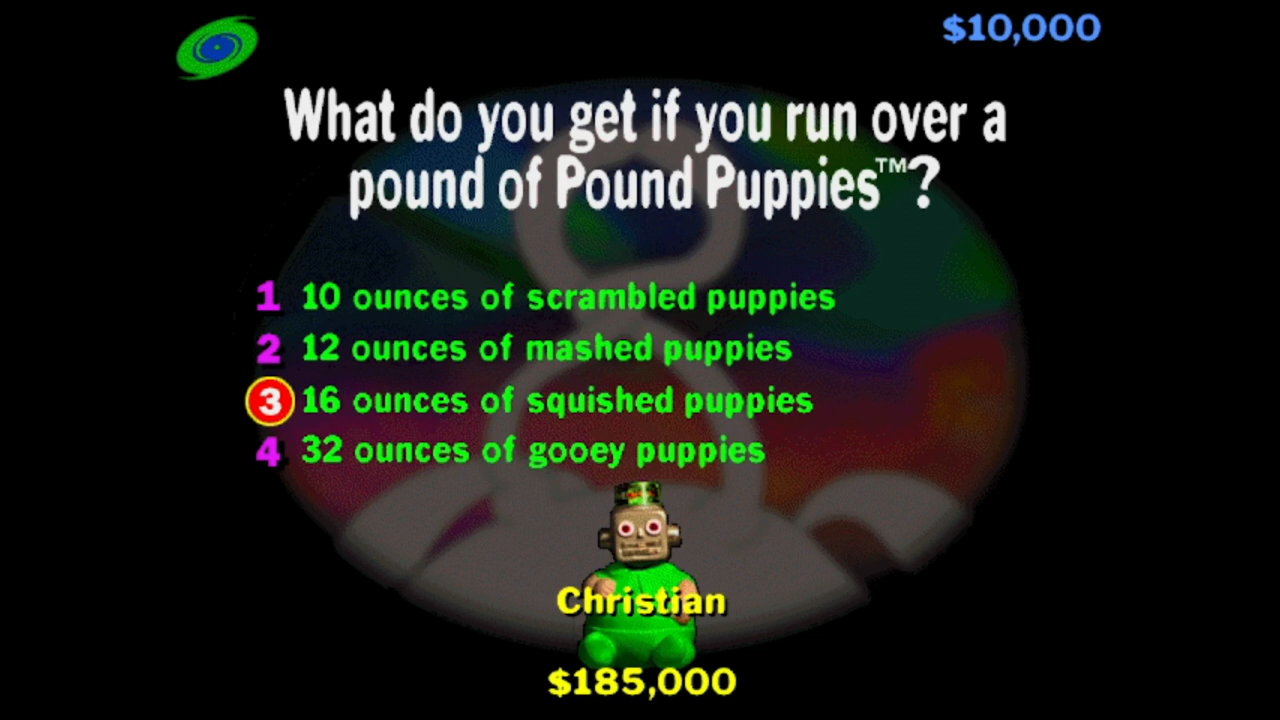 $10,000
What do you get if you run over a
pound of Pound Puppies™?
1 10 ounces of scrambled puppies
2 12 ounces of mashed puppies
3 16 ounces of squished puppies
4 32 ounces of gooey puppies
Christian
$185,000